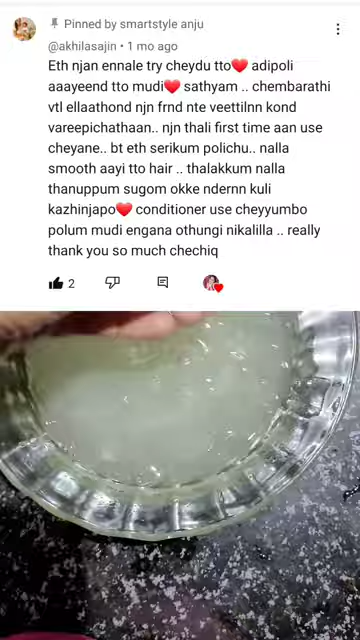 Pinned by smartstyle anju
@akhilasajin • 1 mo ago
Eth njan ennale try cheydu tto❤️ adipoli
aaayeend tto mudi❤️ sathyam .. chembarathi
vtl ellaathond njn frnd nte veettilnn kond
vareepichathaan.. njn thali first time aan use
cheyane.. bt eth serikum polichu.. nalla
smooth aayi tto hair .. thalakkum nalla
thanuppum sugom okke ndernn kuli
kazhinjapo❤️ conditioner use cheyyumbo
polum mudi engana othungi nikalilla .. really
thank you so much chechiq
2